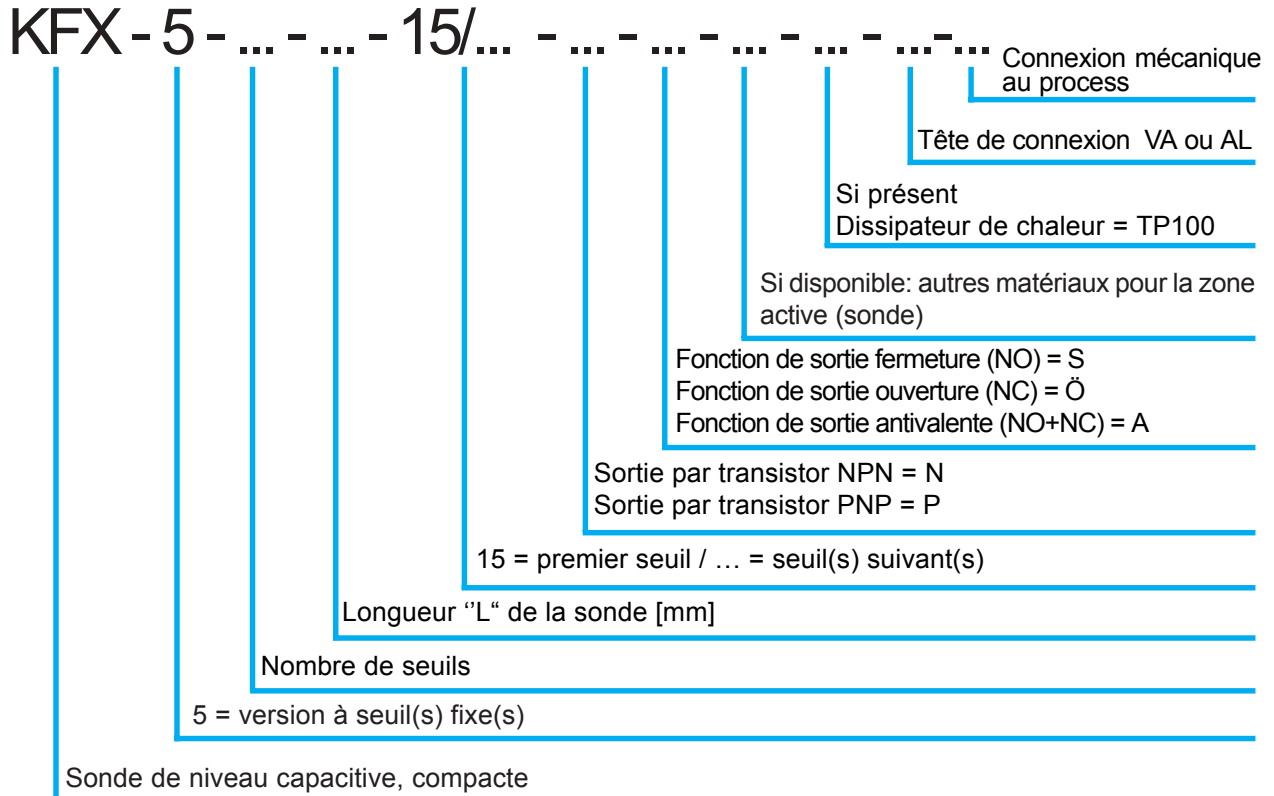 KFX - 5 - ... - ... - 15/... - ... - ... - ... - ... - ...-...
Connexion mécanique
au process
Tête de connexion VA ou AL
Si présent
Dissipateur de chaleur = TP100
Si disponible: autres matériaux pour la zone
active (sonde)
Fonction de sortie fermeture (NO) = S
Fonction de sortie ouverture (NC) = Ö
Fonction de sortie antivalente (NO+NC) = A
Sortie par transistor NPN = N
Sortie par transistor PNP = P
15 = premier seuil / … = seuil(s) suivant(s)
Longueur ‘’L“ de la sonde [mm]
Nombre de seuils
5 = version à seuil(s) fixe(s)
Sonde de niveau capacitive, compacte